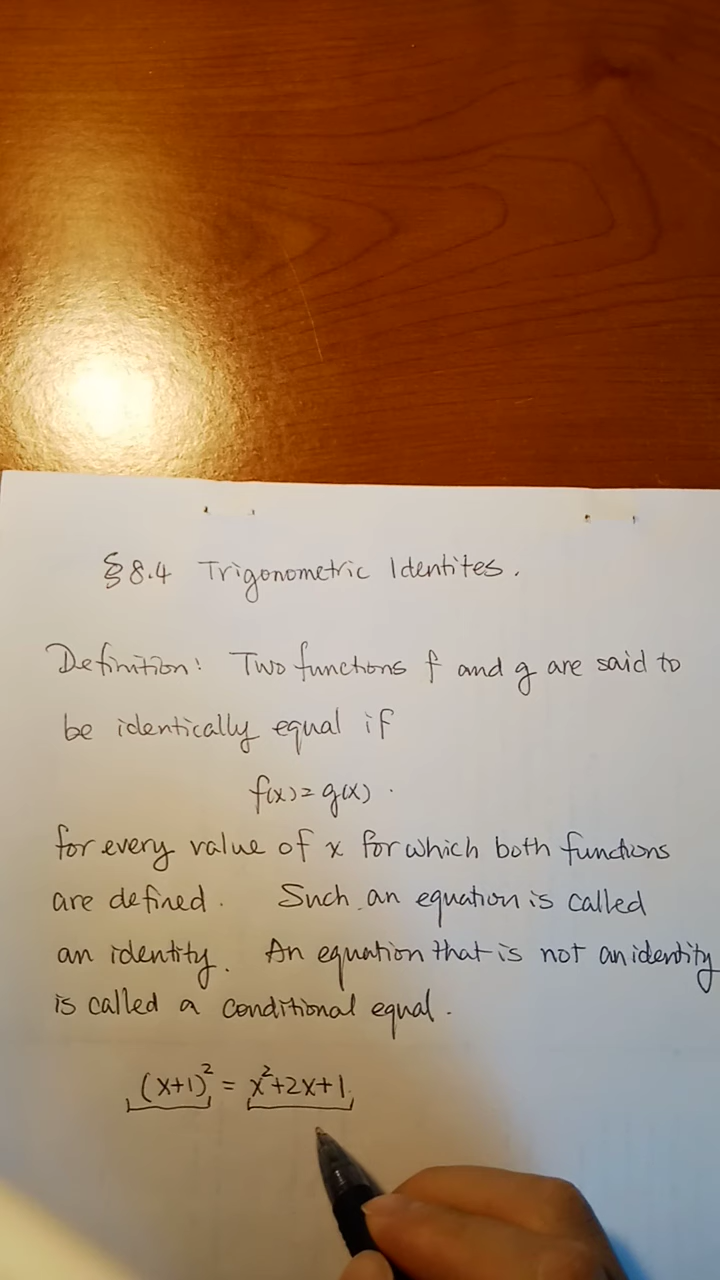 § 8.4 Trigonometric Identites.
Definition: Two functions f and g are said to
be identically equal if
f(x) = g(x).
for every value of x for which both functions
are defined. Such an equation is called
an identity. An equation that is not an identity
is called a conditional equal.
(x+1)² = x²+2x+1